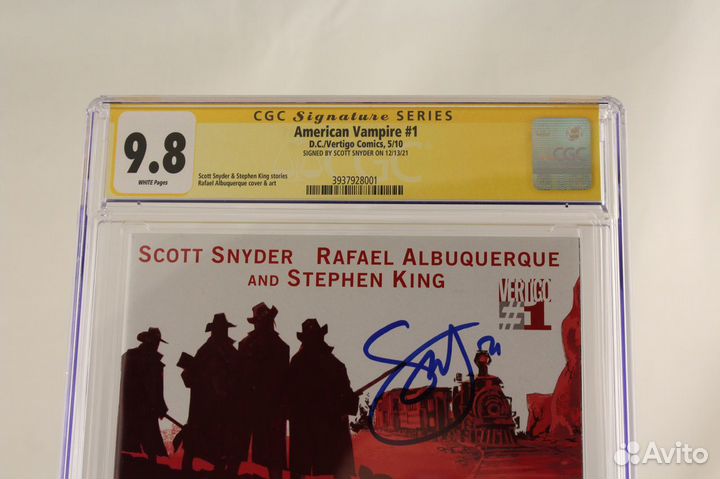 CGC Signature SERIES
American Vampire #1
D.C./Vertigo Comics, 5/10
SIGNED BY SCOTT SNYDER ON 12/13/21
9.8
WHITE Pages
Scott Snyder & Stephen King stories
Rafael Albuquerque cover & art
3937928001
CGC
CGC
SCOTT SNYDER RAFAEL ALBUQUERQUE
AND STEPHEN KING
VERTIGO
#1
Avito